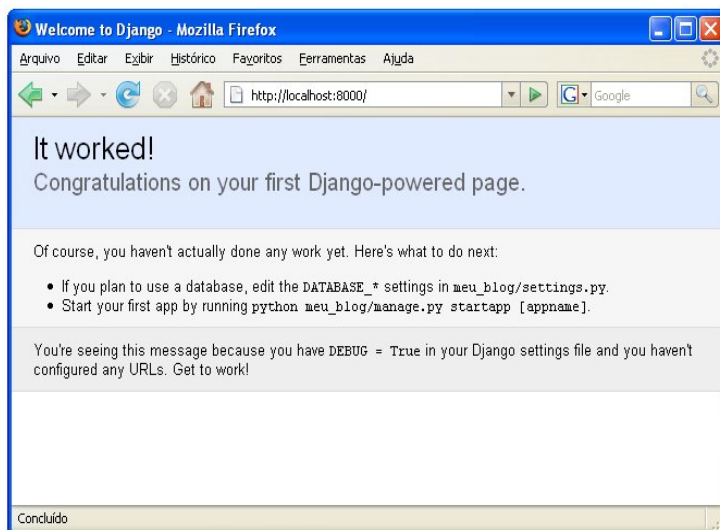 Welcome to Django - Mozilla Firefox
Arquivo Editar Exibir Histórico Favoritos Ferramentas Ajuda
http://localhost:8000/ G Google
It worked!
Congratulations on your first Django-powered page.
Of course, you haven't actually done any work yet. Here's what to do next:
• If you plan to use a database, edit the DATABASE_* settings in meu_blog/settings.py.
• Start your first app by running python meu_blog/manage.py startapp [appname].
You're seeing this message because you have DEBUG = True in your Django settings file and you haven't
configured any URLs. Get to work!
Concluído